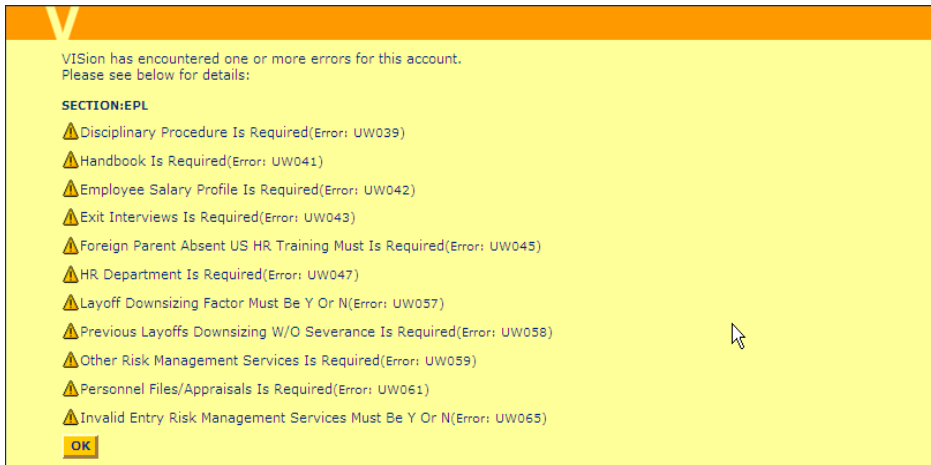 V
VISion has encountered one or more errors for this account.
Please see below for details:
SECTION:EPL
Disciplinary Procedure Is Required(Error: UW039)
Handbook Is Required(Error: UW041)
Employee Salary Profile Is Required(Error: UW042)
Exit Interviews Is Required(Error: UW043)
Foreign Parent Absent US HR Training Must Is Required(Error: UW045)
HR Department Is Required(Error: UW047)
Layoff Downsizing Factor Must Be Y Or N(Error: UW057)
Previous Layoffs Downsizing W/O Severance Is Required(Error: UW058)
Other Risk Management Services Is Required(Error: UW059)
Personnel Files/Appraisals Is Required(Error: UW061)
Invalid Entry Risk Management Services Must Be Y Or N(Error: UW065)
OK